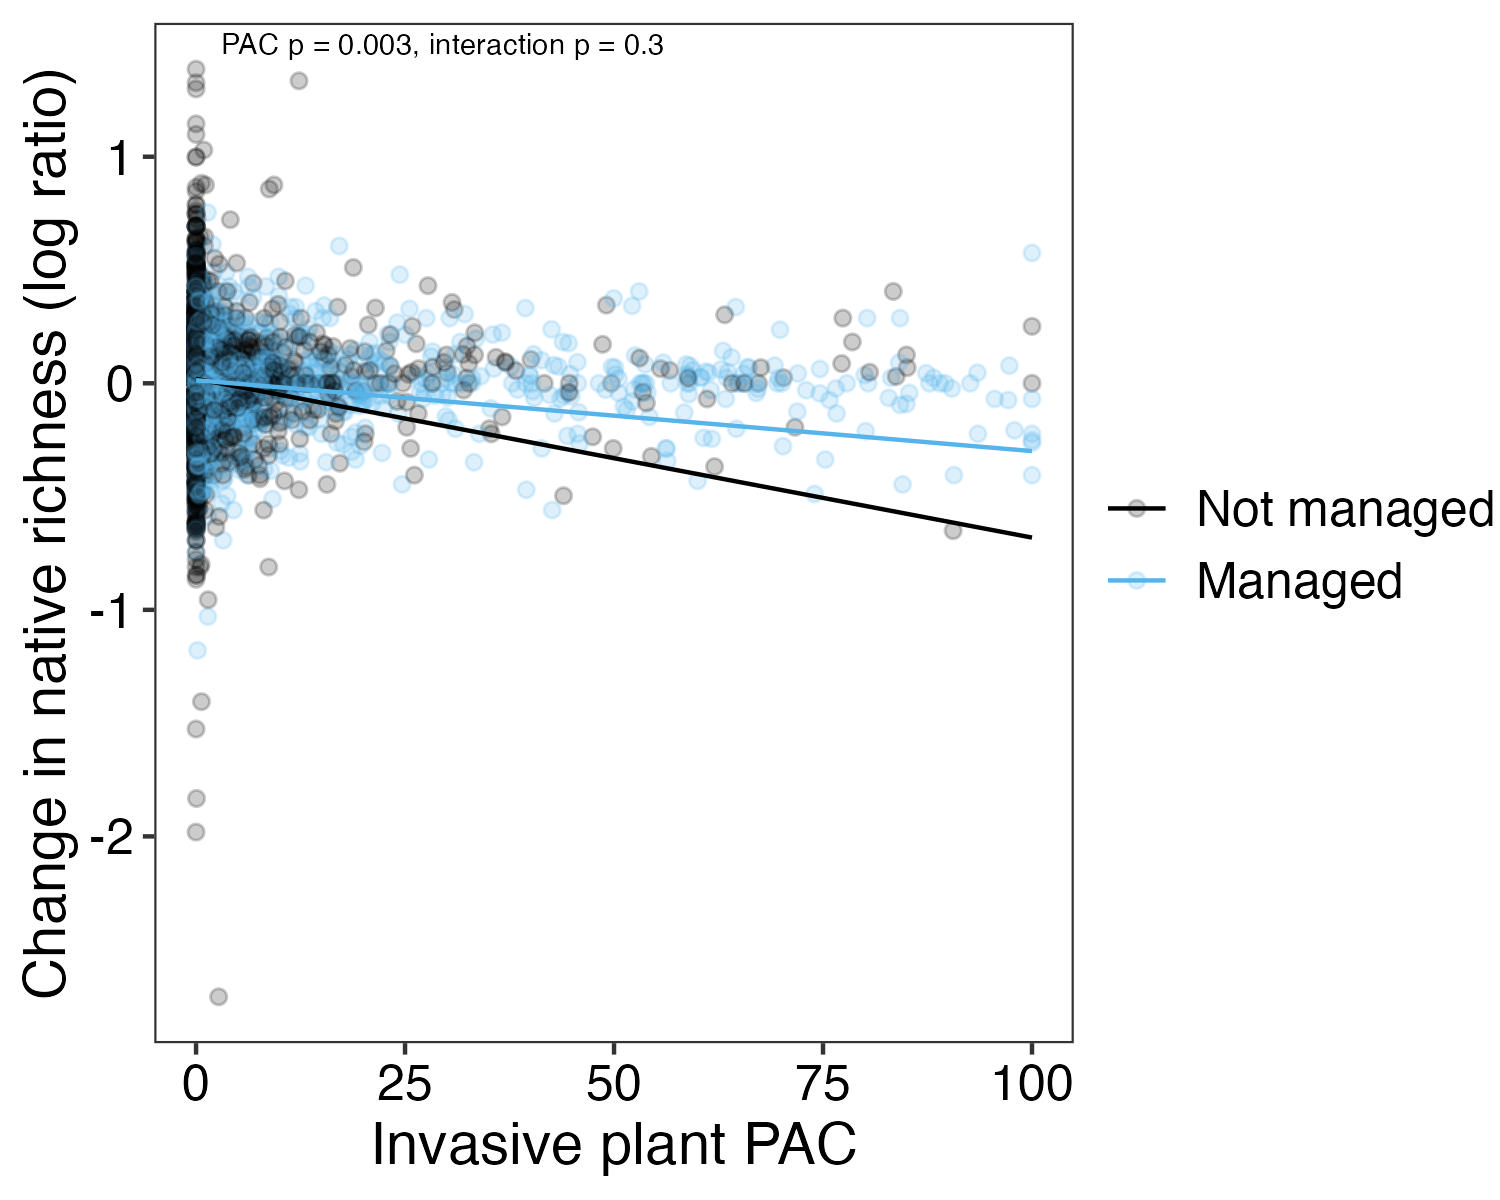 PAC p = 0.003, interaction p = 0.3
Change in native richness (log ratio)
1
0
-1
-2
0 25 50 75 100
Invasive plant PAC
Not managed
Managed